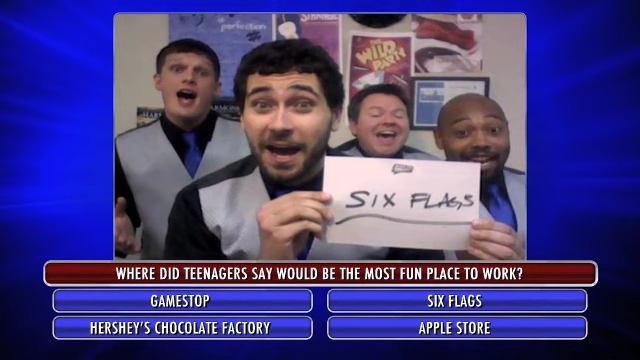 perfection
WILD
PARTY
SIX FLAGS
WHERE DID TEENAGERS SAY WOULD BE THE MOST FUN PLACE TO WORK?
GAMESTOP
SIX FLAGS
HERSHEY'S CHOCOLATE FACTORY
APPLE STORE